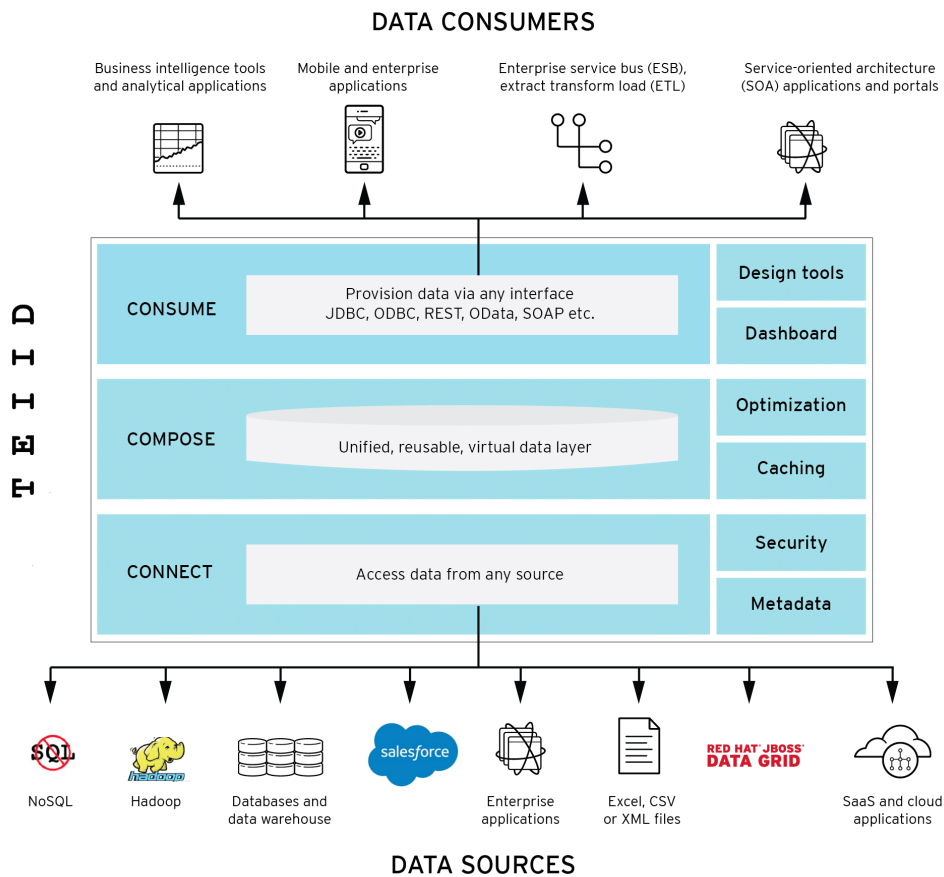 DATA CONSUMERS
Business intelligence tools
and analytical applications
Mobile and enterprise
applications
Enterprise service bus (ESB),
extract transform load (ETL)
Service-oriented architecture
(SOA) applications and portals
TEIID
CONSUME
Provision data via any interface
JDBC, ODBC, REST, OData, SOAP etc.
Design tools
Dashboard
COMPOSE
Unified, reusable, virtual data layer
Optimization
Caching
CONNECT
Access data from any source
Security
Metadata
SQL
NoSQL
hadoop
Hadoop
Databases and
data warehouse
salesforce
Enterprise
applications
Excel, CSV
or XML files
RED HAT® JBOSS®
DATA GRID
SaaS and cloud
applications
DATA SOURCES